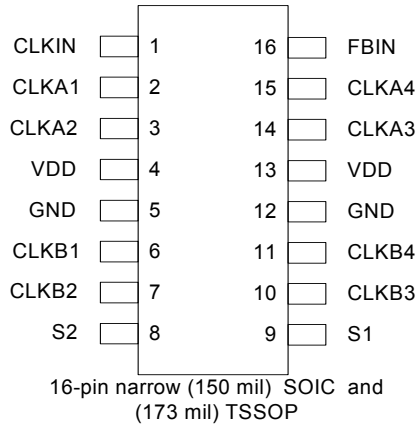 CLKIN 1 16 FBIN
CLKA1 2 15 CLKA4
CLKA2 3 14 CLKA3
VDD 4 13 VDD
GND 5 12 GND
CLKB1 6 11 CLKB4
CLKB2 7 10 CLKB3
S2 8 9 S1
16-pin narrow (150 mil) SOIC and
(173 mil) TSSOP